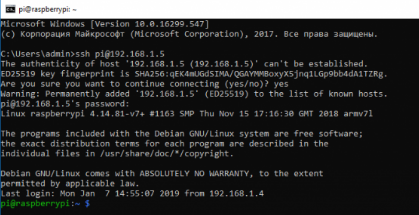 pi@raspberrypi: ~
Microsoft Windows [Version 10.0.16299.547]
(c) Корпорация Майкрософт (Microsoft Corporation), 2017. Все права защищены.
C:\Users\admin>ssh pi@192.168.1.5
The authenticity of host '192.168.1.5 (192.168.1.5)' can't be established.
ED25519 key fingerprint is
Are you sure you want to continue connecting (yes/no)? yes
Warning: Permanently added '192.168.1.5' (ED25519) to the list of known hosts.
pi@192.168.1.5's password:
Linux raspberrypi 4.14.81-v7+ #1163 SMP Thu Nov 15 17:16:30 GMT 2018 armv7l
The programs included with the Debian GNU/Linux system are free software;
the exact distribution terms for each program are described in the
individual files in /usr/share/doc/*/copyright.
Debian GNU/Linux comes with ABSOLUTELY NO WARRANTY, to the extent
permitted by applicable law.
Last login: Mon Jan  7 14:55:07 2019 from 192.168.1.4
pi@raspberrypi:~ $